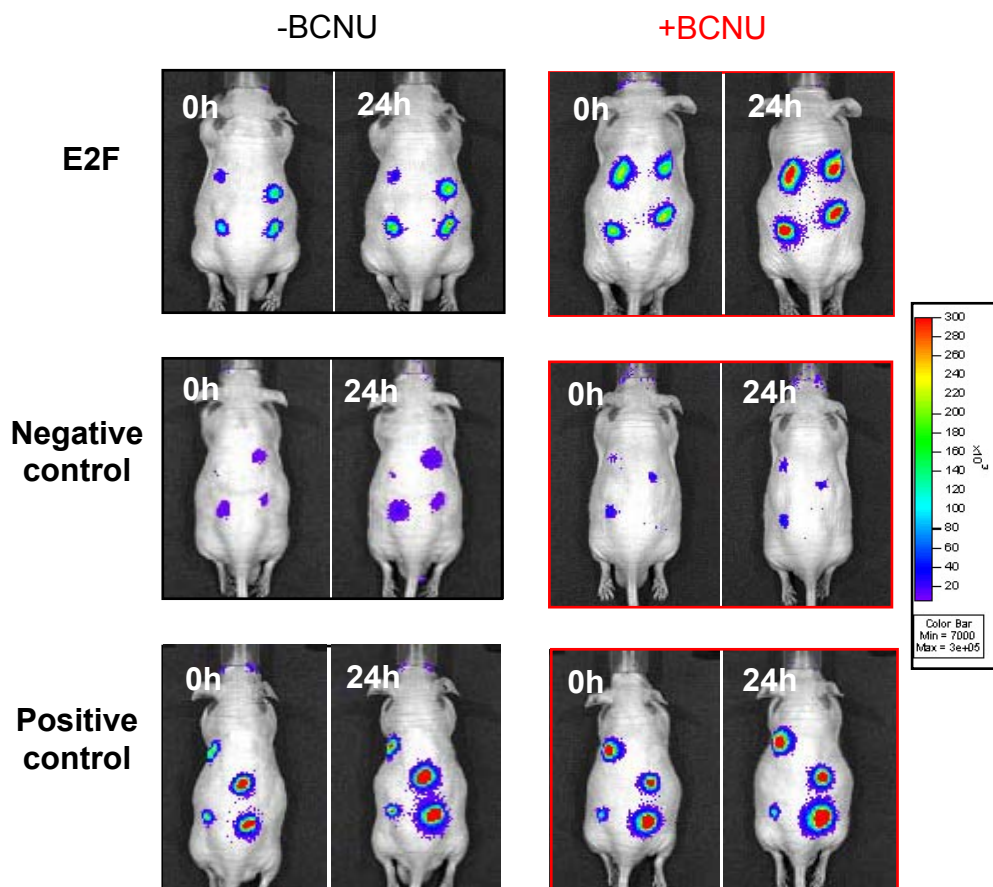 -BCNU
+BCNU
E2F
0h
24h
0h
24h
Negative
control
0h
24h
0h
24h
Positive
control
0h
24h
0h
24h
300
280
260
240
220
200
180
160
140
120
100
80
60
40
20
x10³
Color Bar
Min = 7000
Max = 3e+05